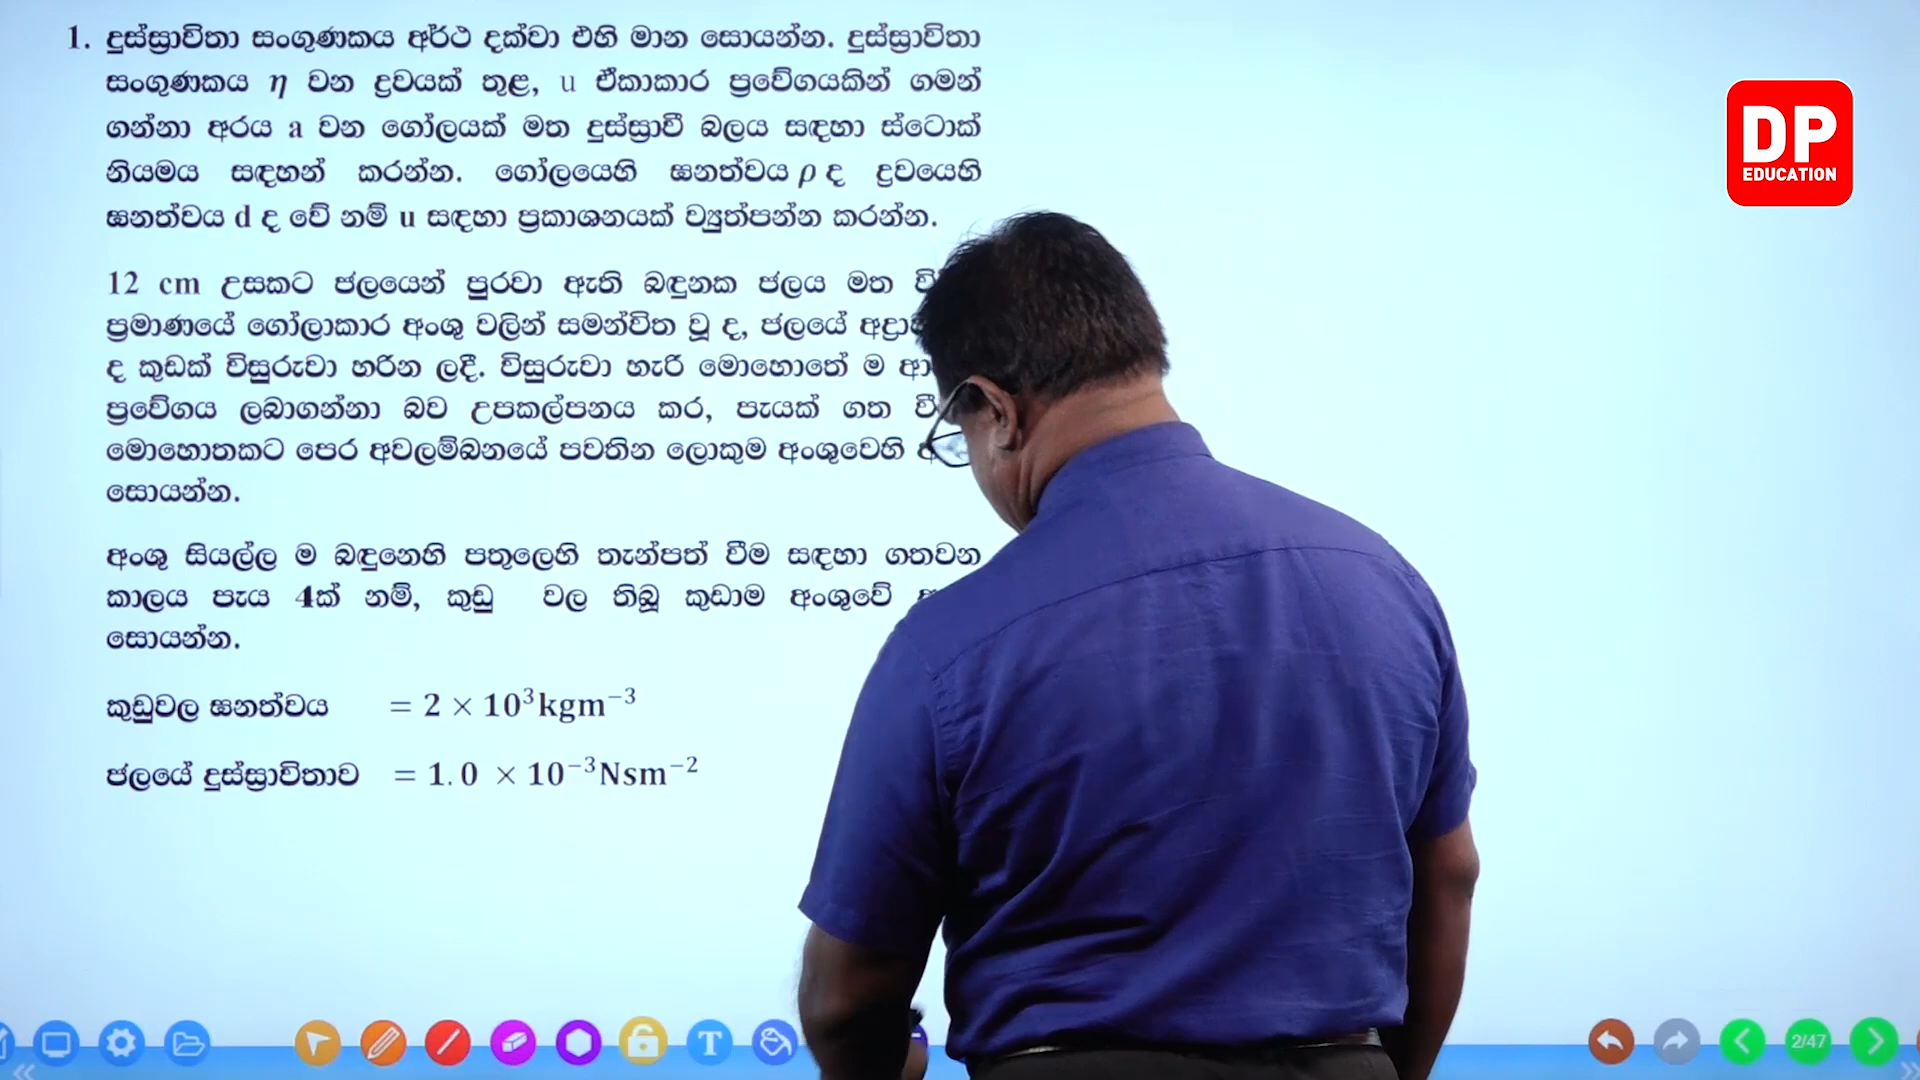 1. දුස්ස්‍රාවිතා සංගුණකය අර්ථ දක්වා එහි මාන සොයන්න. දුස්ස්‍රාවිතා
සංගුණකය η වන ද්‍රවයක් තුළ, u ඒකාකාර ප්‍රවේගයකින් ගමන්
ගන්නා අරය a වන ගෝලයක් මත දුස්ස්‍රාවී බලය සඳහා ස්ටොක්
නියමය සඳහන් කරන්න. ගෝලයෙහි ඝනත්වය ρ ද ද්‍රවයෙහි
ඝනත්වය d ද වේ නම් u සඳහා ප්‍රකාශනයක් ව්‍යුත්පන්න කරන්න.
12 cm උසකට ජලයෙන් පුරවා ඇති බඳුනක ජලය මත
ප්‍රමාණයේ ගෝලාකාර අංශු වලින් සමන්විත වූ ද, ජලයේ
ද කුඩක් විසුරුවා හරින ලදී. විසුරුවා හැරි මොහොතේ ම
ප්‍රවේගය ලබාගන්නා බව උපකල්පනය කර, පැයක් ගත
මොහොතකට පෙර අවලම්බනයේ පවතින ලොකුම අංශුවෙහි
සොයන්න.
අංශු සියල්ල ම බඳුනෙහි පතුලෙහි තැන්පත් වීම සඳහා ගතවන
කාලය පැය 4ක් නම්, කුඩු වල තිබූ කුඩාම අංශුවේ
සොයන්න.
කුඩුවල ඝනත්වය = 2 × 10³kgm⁻³
ජලයේ දුස්ස්‍රාවිතාව = 1.0 × 10⁻³Nsm⁻²
DP
EDUCATION
T
2/47